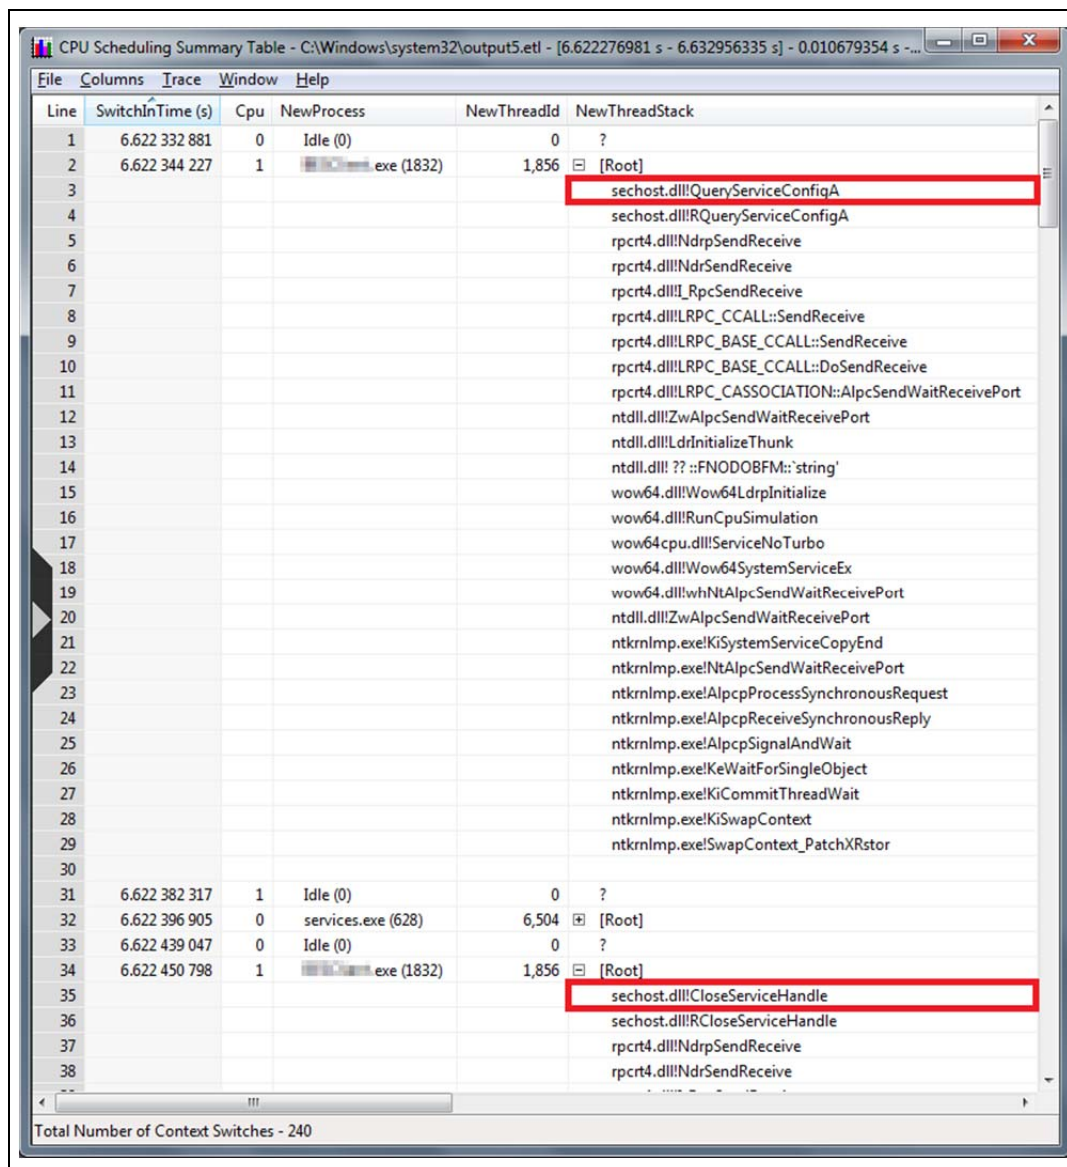 CPU Scheduling Summary Table - C:\Windows\system32\output5.etl - [6.622276981 s - 6.632956335 s] - 0.010679354 s -...
File Columns Trace Window Help
Line SwitchInTime (s) Cpu NewProcess NewThreadId NewThreadStack
1 6.622 332 881 0 Idle (0) 0 ?
2 6.622 344 227 1 .exe (1832) 1,856 [Root]
3 sechost.dll!QueryServiceConfigA
4 sechost.dll!RQueryServiceConfigA
5 rpcrt4.dll!NdrpSendReceive
6 rpcrt4.dll!NdrSendReceive
7 rpcrt4.dll!I_RpcSendReceive
8 rpcrt4.dll!LRPC_CCALL::SendReceive
9 rpcrt4.dll!LRPC_BASE_CCALL::SendReceive
10 rpcrt4.dll!LRPC_BASE_CCALL::DoSendReceive
11 rpcrt4.dll!LRPC_CASSOCIATION::AlpcSendWaitReceivePort
12 ntdll.dll!ZwAlpcSendWaitReceivePort
13 ntdll.dll!LdrInitializeThunk
14 ntdll.dll! ?? ::FNODOBFM::`string'
15 wow64.dll!Wow64LdrpInitialize
16 wow64.dll!RunCpuSimulation
17 wow64cpu.dll!ServiceNoTurbo
18 wow64.dll!Wow64SystemServiceEx
19 wow64.dll!whNtAlpcSendWaitReceivePort
20 ntdll.dll!ZwAlpcSendWaitReceivePort
21 ntkrnlmp.exe!KiSystemServiceCopyEnd
22 ntkrnlmp.exe!NtAlpcSendWaitReceivePort
23 ntkrnlmp.exe!AlpcpProcessSynchronousRequest
24 ntkrnlmp.exe!AlpcpReceiveSynchronousReply
25 ntkrnlmp.exe!AlpcpSignalAndWait
26 ntkrnlmp.exe!KeWaitForSingleObject
27 ntkrnlmp.exe!KiCommitThreadWait
28 ntkrnlmp.exe!KiSwapContext
29 ntkrnlmp.exe!SwapContext_PatchXRstor
30
31 6.622 382 317 1 Idle (0) 0 ?
32 6.622 396 905 0 services.exe (628) 6,504 [Root]
33 6.622 439 047 0 Idle (0) 0 ?
34 6.622 450 798 1 .exe (1832) 1,856 [Root]
35 sechost.dll!CloseServiceHandle
36 sechost.dll!RCloseServiceHandle
37 rpcrt4.dll!NdrpSendReceive
38 rpcrt4.dll!NdrSendReceive
Total Number of Context Switches - 240